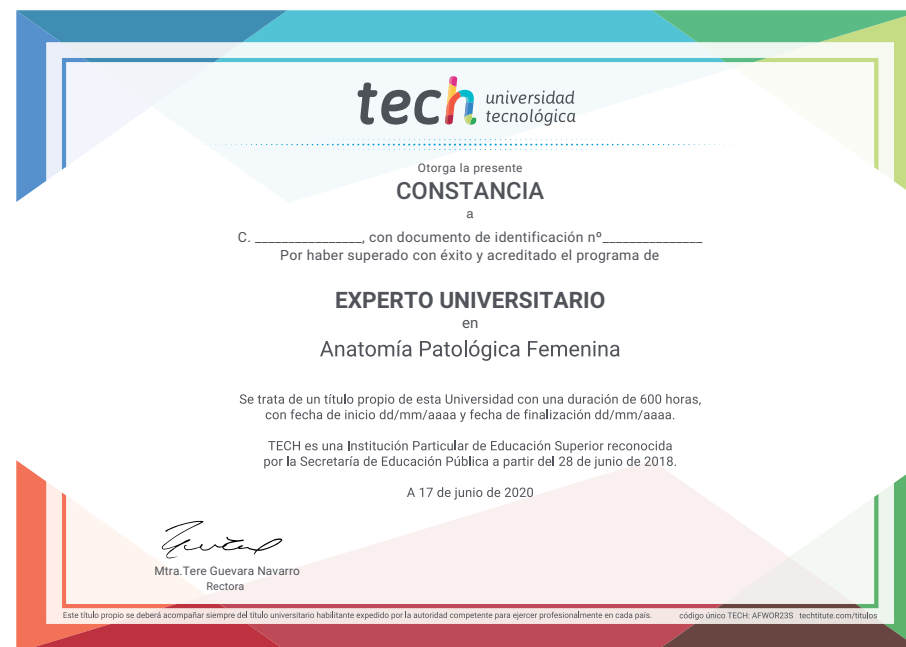 tech universidad
tecnológica
Otorga la presente
CONSTANCIA
a
C. ________________, con documento de identificación nº_______________
Por haber superado con éxito y acreditado el programa de
EXPERTO UNIVERSITARIO
en
Anatomía Patológica Femenina
Se trata de un título propio de esta Universidad con una duración de 600 horas,
con fecha de inicio dd/mm/aaaa y fecha de finalización dd/mm/aaaa.
TECH es una Institución Particular de Educación Superior reconocida
por la Secretaría de Educación Pública a partir del 28 de junio de 2018.
A 17 de junio de 2020
Mtra.Tere Guevara Navarro
Rectora
Este título propio se deberá acompañar siempre del título universitario habilitante expedido por la autoridad competente para ejercer profesionalmente en cada país. código único TECH: AFWOR23S techtitute.com/títulos